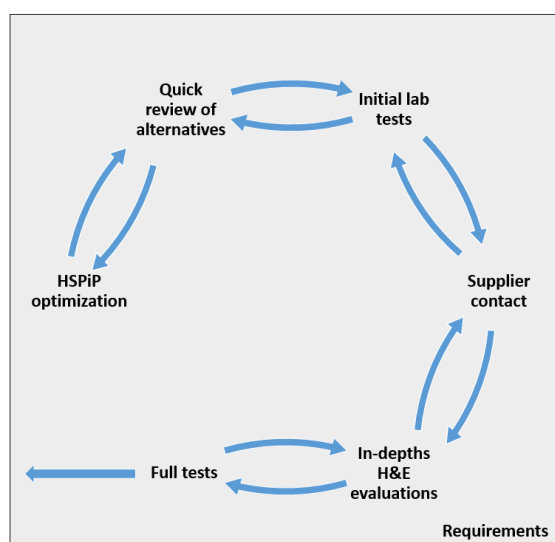 Quick
review of
alternatives
Initial lab
tests
HSPiP
optimization
Supplier
contact
Full tests
In-depths
H&E
evaluations
Requirements